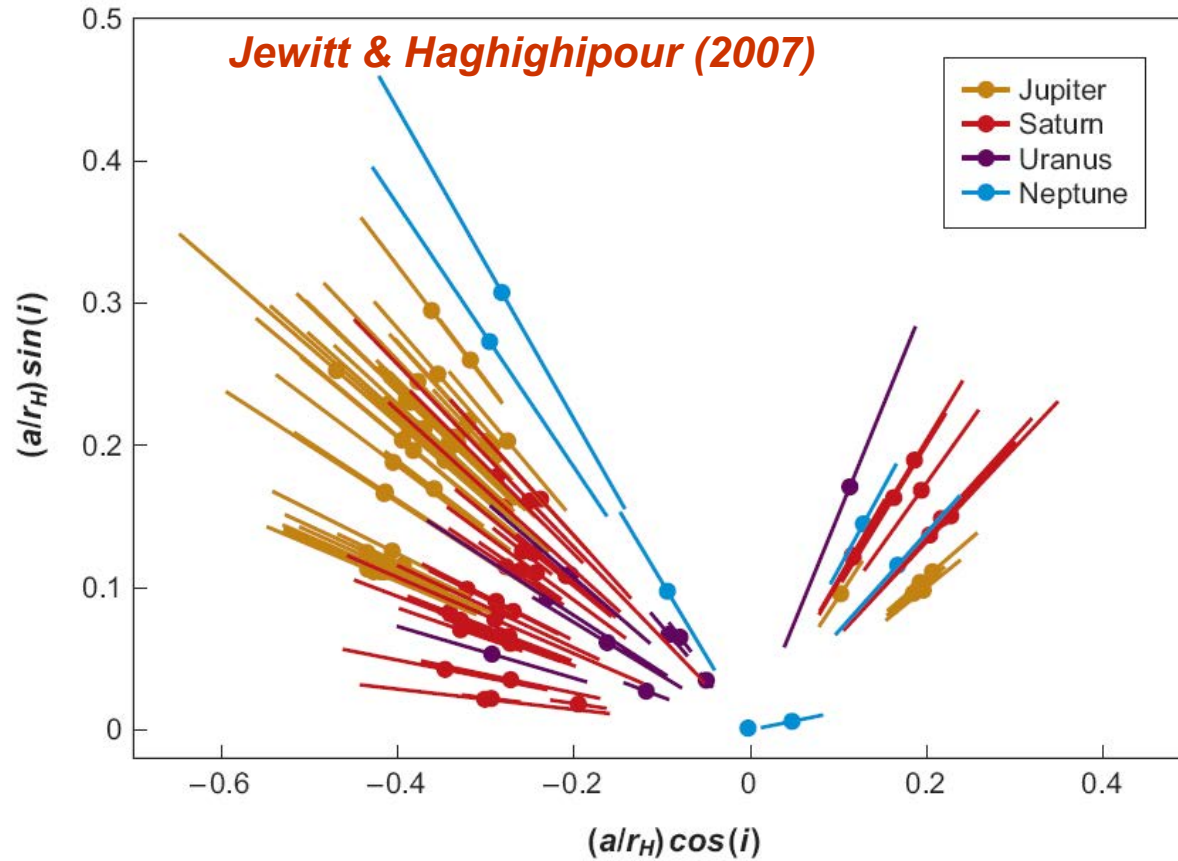 Jewitt & Haghighipour (2007)
0.5
0.4
0.3
0.2
0.1
0
(a/rH) sin(i)
Jupiter
Saturn
Uranus
Neptune
−0.6
−0.4
−0.2
0
0.2
0.4
(a/rH) cos(i)